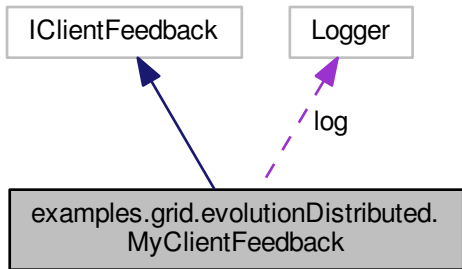 IClientFeedback
Logger
log
examples.grid.evolutionDistributed.
MyClientFeedback